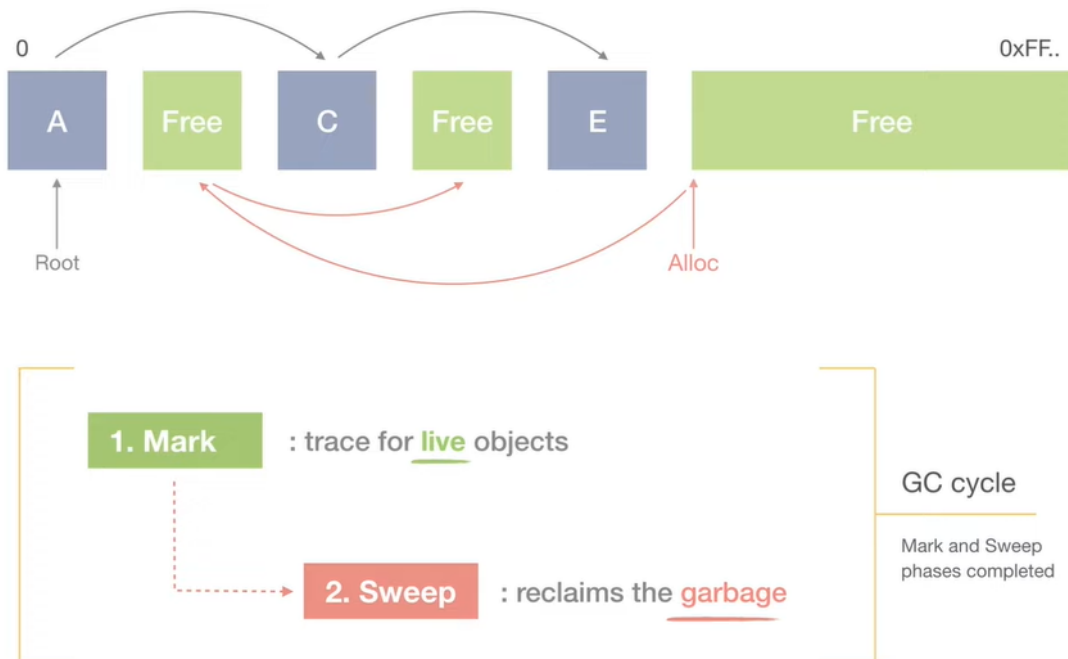 0
0xFF..
A
Free
C
Free
E
Free
Root
Alloc
1. Mark
: trace for live objects
2. Sweep
: reclaims the garbage
GC cycle
Mark and Sweep
phases completed